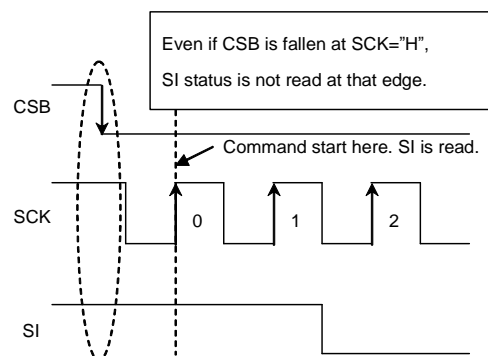 Even if CSB is fallen at SCK=”H”,
SI status is not read at that edge.
CSB
Command start here. SI is read.
SCK
0
1
2
SI